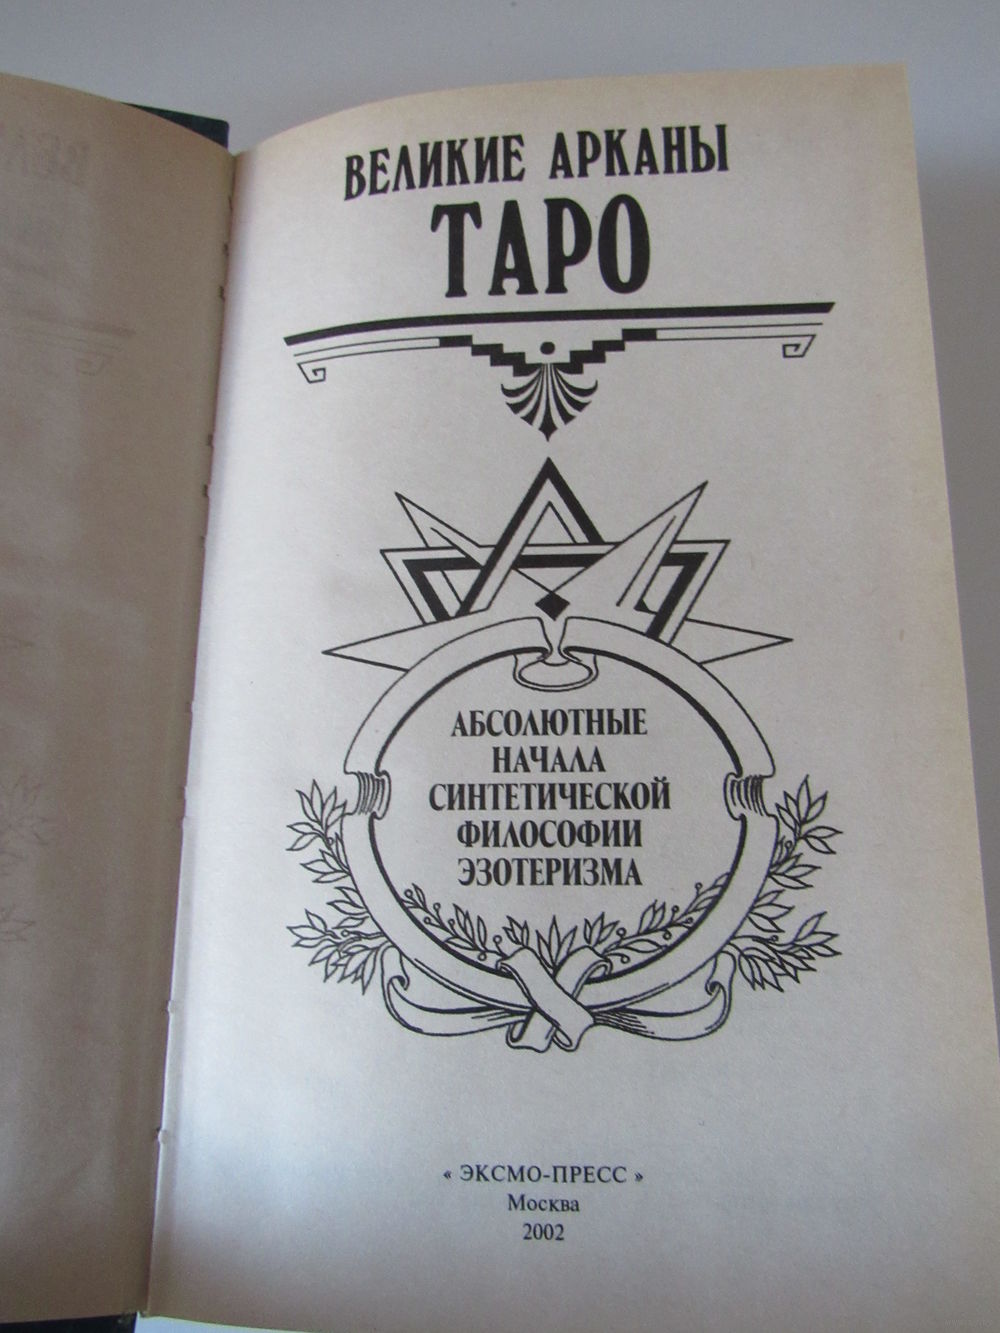 ВЕЛИКИЕ АРКАНЫ
ТАРО
АБСОЛЮТНЫЕ
НАЧАЛА
СИНТЕТИЧЕСКОЙ
ФИЛОСОФИИ
ЭЗОТЕРИЗМА
« ЭКСМО-ПРЕСС »
Москва
2002